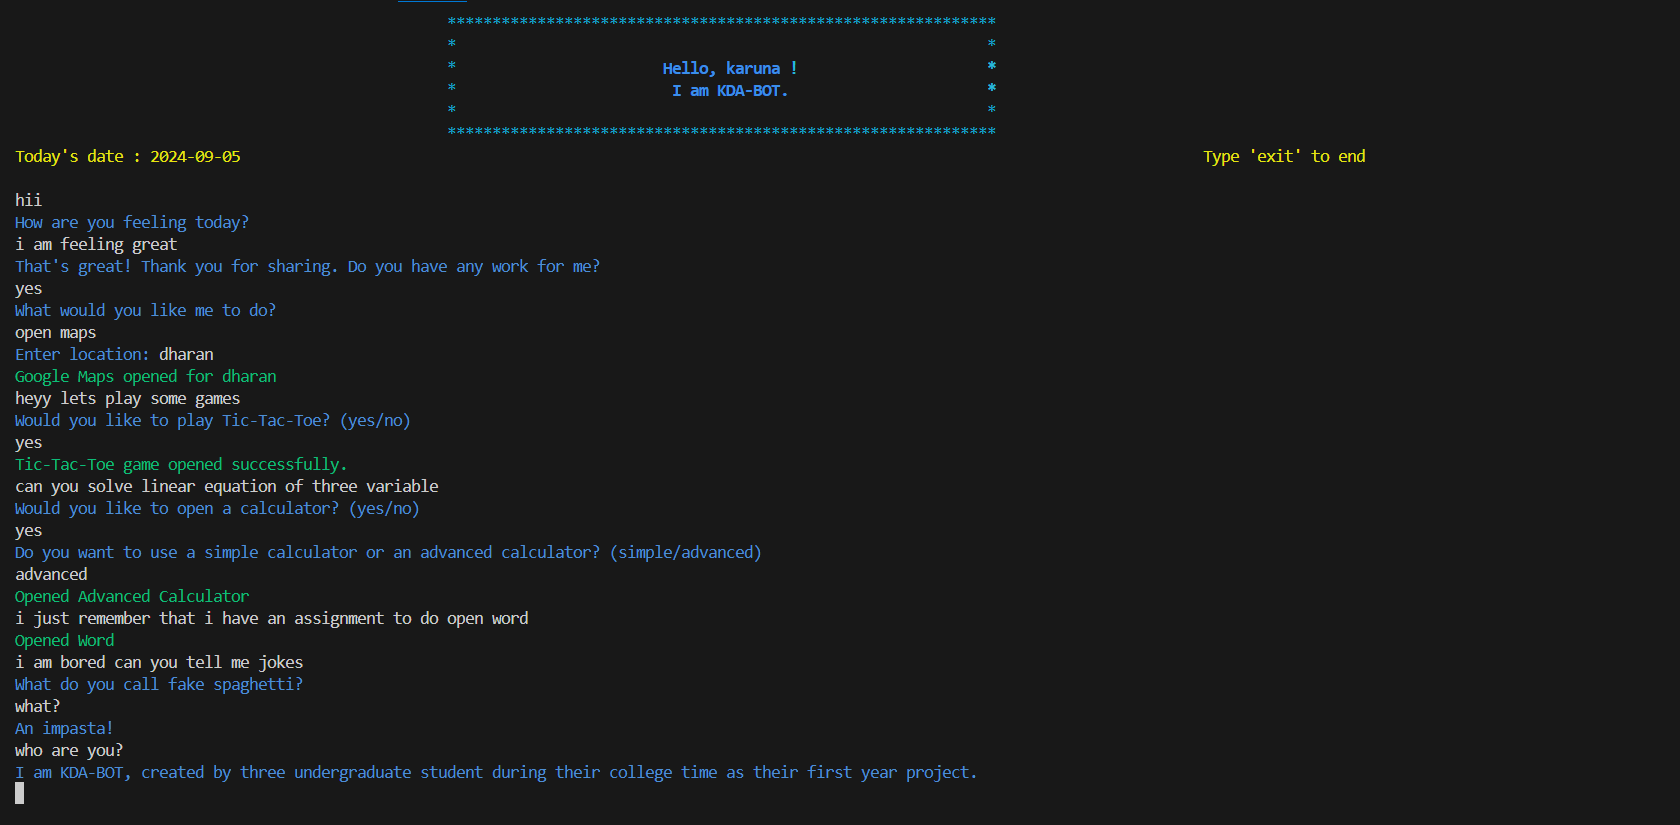 *************************************************************
* *
* Hello, karuna ! *
* I am KDA-BOT. *
* *
*************************************************************
Today's date : 2024-09-05 Type 'exit' to end
hii
How are you feeling today?
i am feeling great
That's great! Thank you for sharing. Do you have any work for me?
yes
What would you like me to do?
open maps
Enter location: dharan
Google Maps opened for dharan
heyy lets play some games
Would you like to play Tic-Tac-Toe? (yes/no)
yes
Tic-Tac-Toe game opened successfully.
can you solve linear equation of three variable
Would you like to open a calculator? (yes/no)
yes
Do you want to use a simple calculator or an advanced calculator? (simple/advanced)
advanced
Opened Advanced Calculator
i just remember that i have an assignment to do open word
Opened Word
i am bored can you tell me jokes
What do you call fake spaghetti?
what?
An impasta!
who are you?
I am KDA-BOT, created by three undergraduate student during their college time as their first year project.